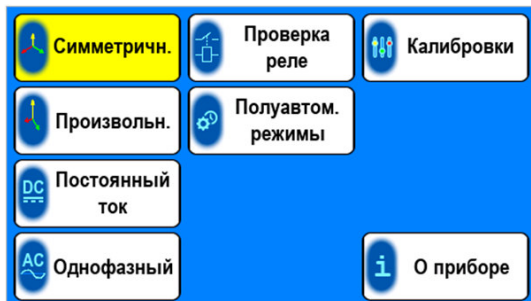 Симметричн.
Проверка
реле
Калибровки
Произвольн.
Полуавтом.
режимы
DC
Постоянный
ток
AC
Однофазный
i
О приборе